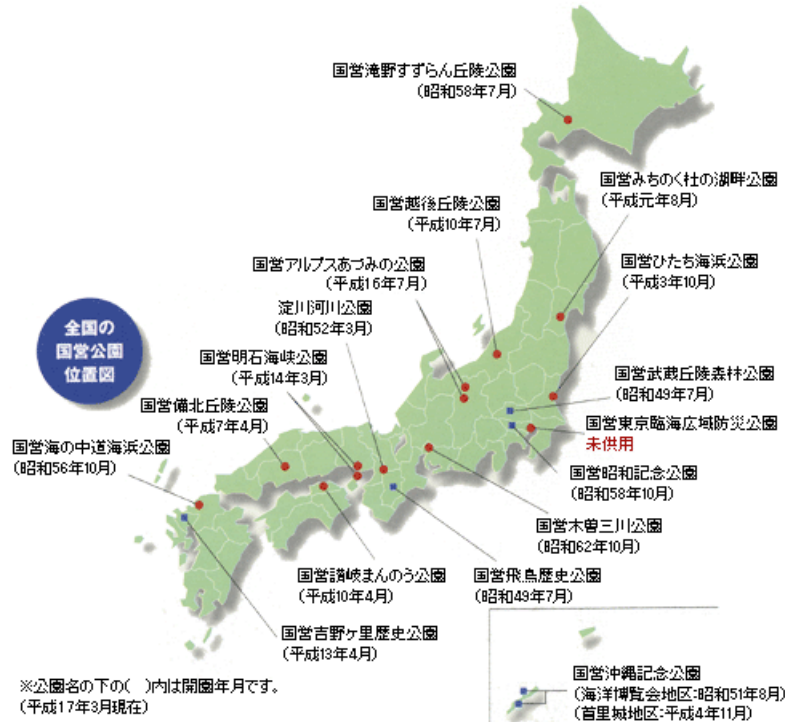 国営滝野すずらん丘陵公園
(昭和58年7月)
国営みちのく杜の湖畔公園
(平成元年8月)
国営越後丘陵公園
(平成10年7月)
国営アルプスあづみの公園
(平成16年7月)
国営ひたち海浜公園
(平成3年10月)
淀川河川公園
(昭和52年3月)
全国の
国営公園
位置図
国営明石海峡公園
(平成14年3月)
国営武蔵丘陵森林公園
(昭和49年7月)
国営備北丘陵公園
(平成7年4月)
国営東京臨海広域防災公園
未供用
国営海の中道海浜公園
(昭和56年10月)
国営昭和記念公園
(昭和58年10月)
国営木曽三川公園
(昭和62年10月)
国営讃岐まんのう公園
(平成10年4月)
国営飛鳥歴史公園
(昭和49年7月)
国営吉野ヶ里歴史公園
(平成13年4月)
国営沖縄記念公園
(海洋博覧会地区:昭和51年8月)
(首里城地区:平成4年11月)
※公園名の下の( )内は開園年月です。
(平成17年3月現在)